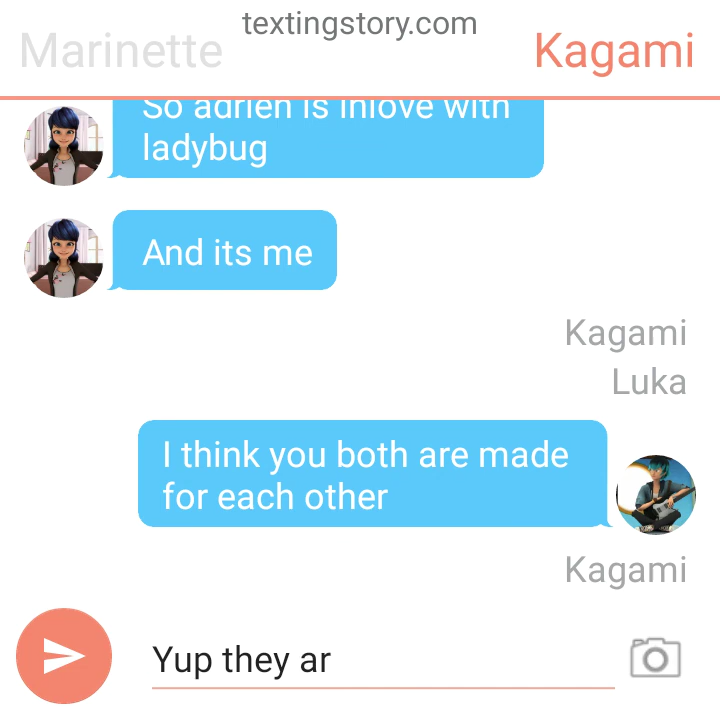 textingstory.com
Marinette
Kagami
So adrien is inlove with
ladybug
And its me
Kagami
Luka
I think you both are made
for each other
Kagami
Yup they ar